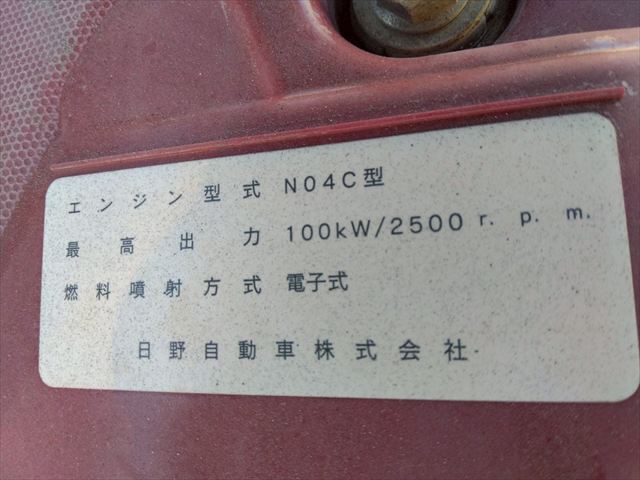 エンジン型式 N04C型
最高出力 100kW/2500 r. p. m.
燃料噴射方式 電子式
日野自動車株式会社